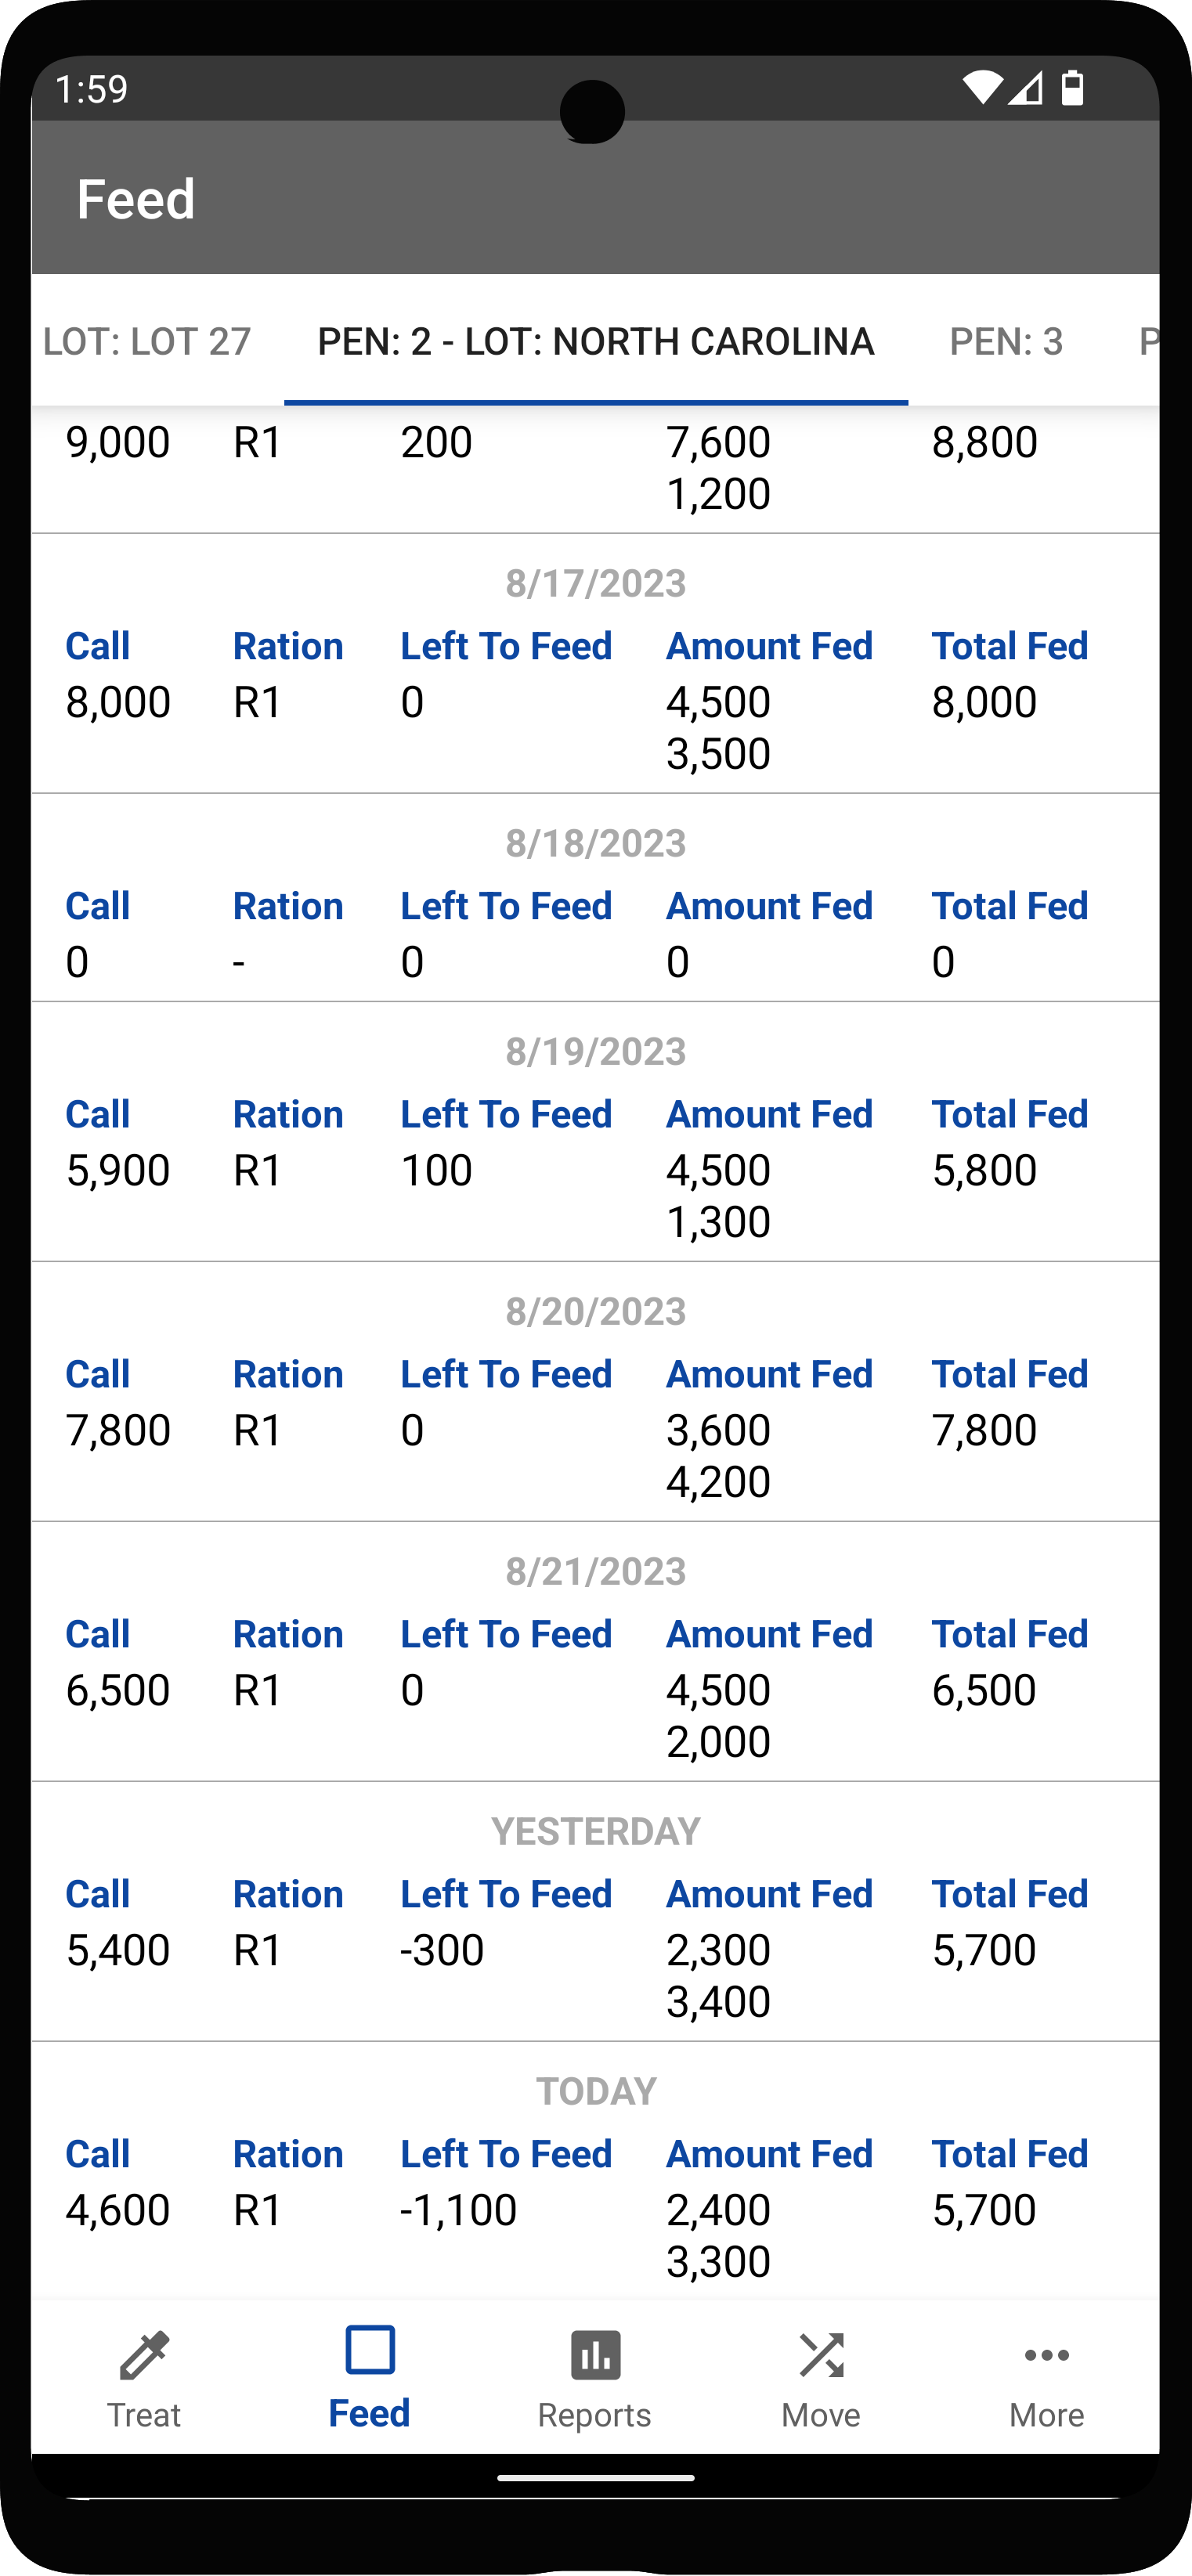 1:59
Feed
LOT: LOT 27 PEN: 2 - LOT: NORTH CAROLINA PEN: 3 P
9,000 R1 200 7,600 8,800
1,200
8/17/2023
Call Ration Left To Feed Amount Fed Total Fed
8,000 R1 0 4,500 8,000
3,500
8/18/2023
Call Ration Left To Feed Amount Fed Total Fed
0 - 0 0 0
8/19/2023
Call Ration Left To Feed Amount Fed Total Fed
5,900 R1 100 4,500 5,800
1,300
8/20/2023
Call Ration Left To Feed Amount Fed Total Fed
7,800 R1 0 3,600 7,800
4,200
8/21/2023
Call Ration Left To Feed Amount Fed Total Fed
6,500 R1 0 4,500 6,500
2,000
YESTERDAY
Call Ration Left To Feed Amount Fed Total Fed
5,400 R1 -300 2,300 5,700
3,400
TODAY
Call Ration Left To Feed Amount Fed Total Fed
4,600 R1 -1,100 2,400 5,700
3,300
Treat Feed Reports Move More